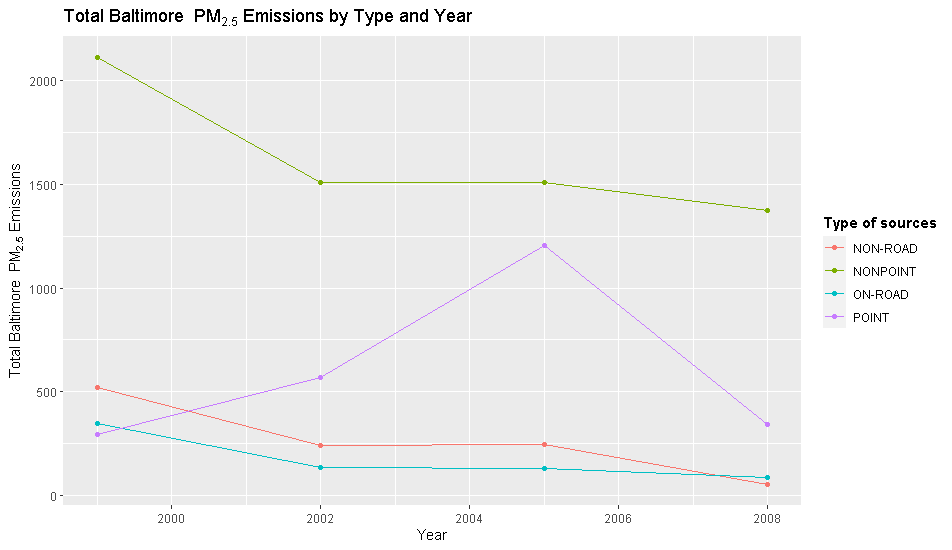 Total Baltimore  PM2.5 Emissions by Type and Year
Total Baltimore  PM2.5 Emissions
2000
1500
1000
500
0
2000
2002
2004
2006
2008
Year
Type of sources
NON-ROAD
NONPOINT
ON-ROAD
POINT